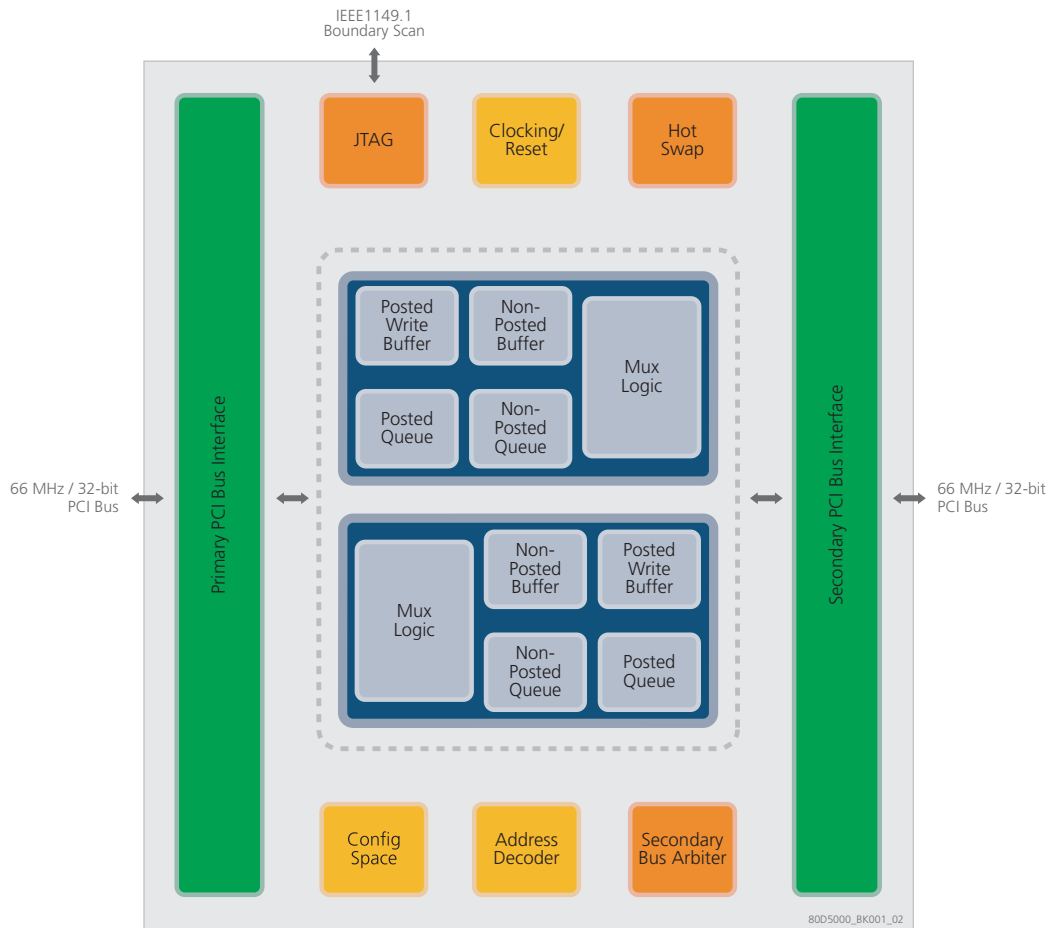 IEEE1149.1
Boundary Scan
JTAG
Clocking/
Reset
Hot
Swap
Primary PCI Bus Interface
Posted
Write
Buffer
Non-
Posted
Buffer
Mux
Logic
Posted
Queue
Non-
Posted
Queue
Secondary PCI Bus Interface
66 MHz / 32-bit
PCI Bus
66 MHz / 32-bit
PCI Bus
Mux
Logic
Non-
Posted
Buffer
Posted
Write
Buffer
Non-
Posted
Queue
Posted
Queue
Config
Space
Address
Decoder
Secondary
Bus Arbiter
80D5000_BK001_02